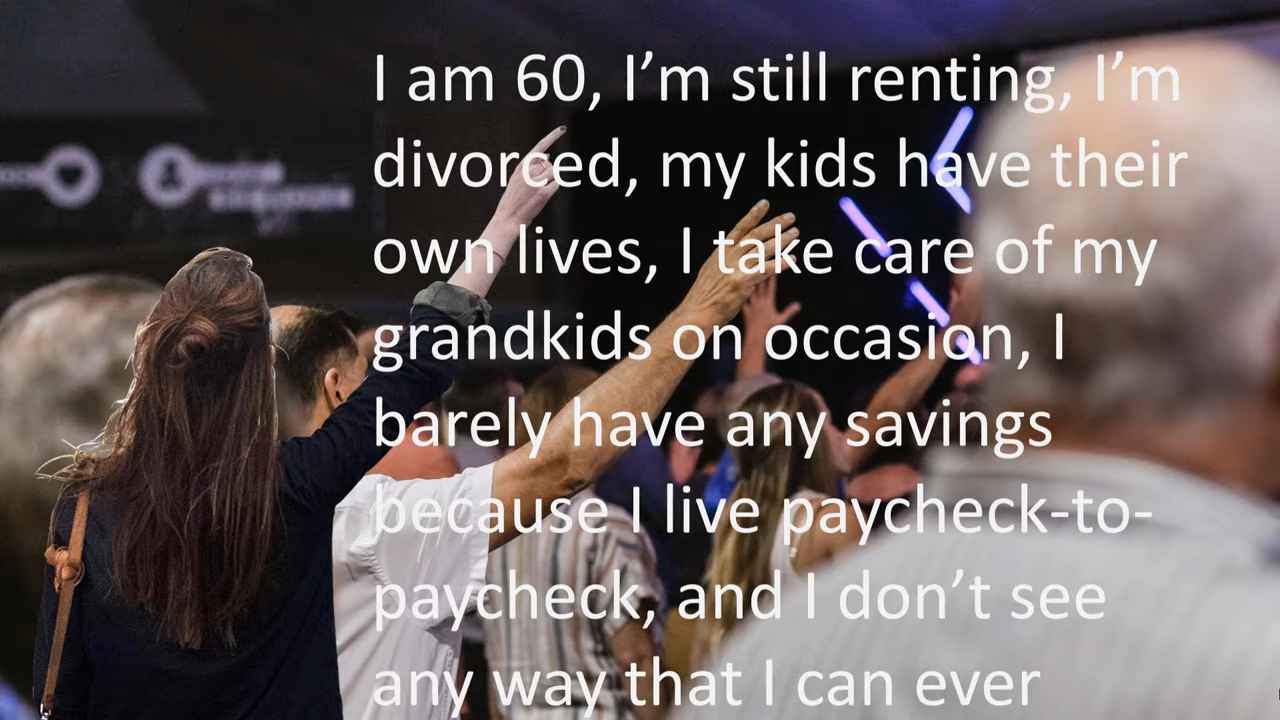 I am 60, I’m still renting, I’m
divorced, my kids have their
own lives, I take care of my
grandkids on occasion, I
barely have any savings
because I live paycheck-to-
paycheck, and I don’t see
any way that I can ever